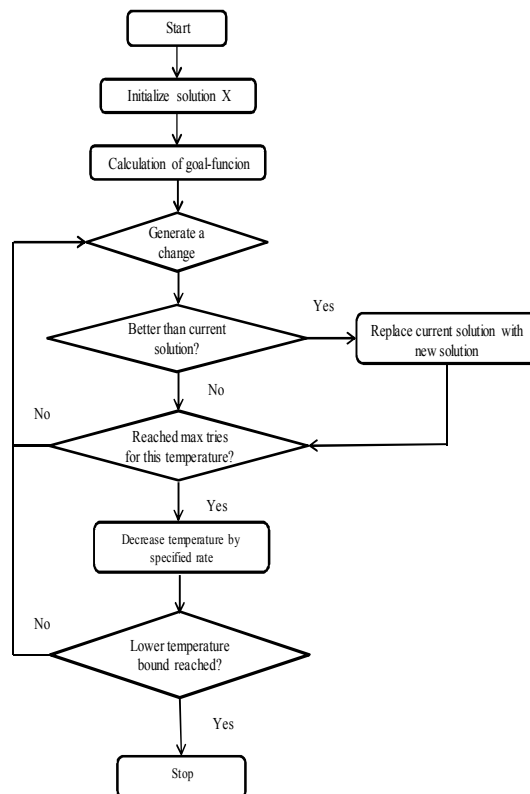 Start
Initialize solution X
Calculation of goal-funcion
Generate a
change
Yes
Better than current
solution?
Replace current solution with
new solution
No
No
Reached max tries
for this temperature?
Yes
Decrease temperature by
specified rate
No
Lower temperature
bound reached?
Yes
Stop